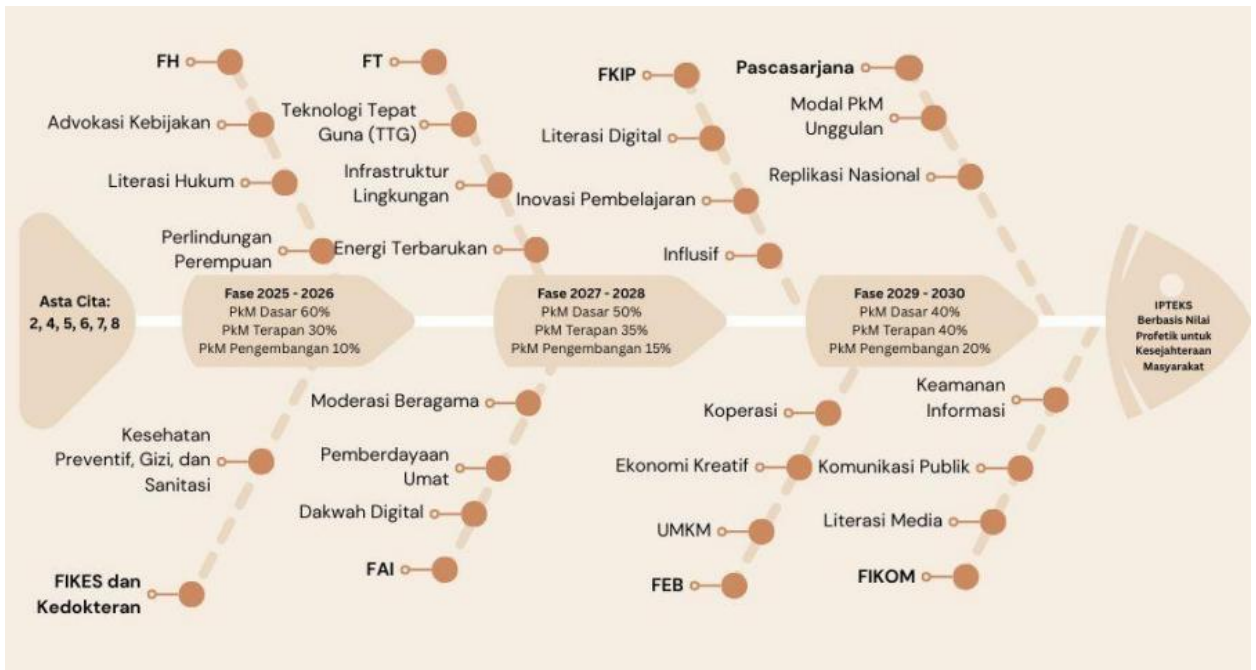 FH
Advokasi Kebijakan
Literasi Hukum
Perlindungan
Perempuan
FT
Teknologi Tepat
Guna (TTG)
Infrastruktur
Lingkungan
Energi Terbarukan
FKIP
Literasi Digital
Inovasi Pembelajaran
Influsif
Pascasarjana
Modal PkM
Unggulan
Replikasi Nasional
Asta Cita:
2, 4, 5, 6, 7, 8
Fase 2025 - 2026
PkM Dasar 60%
PkM Terapan 30%
PkM Pengembangan 10%
Fase 2027 - 2028
PkM Dasar 50%
PkM Terapan 35%
PkM Pengembangan 15%
Fase 2029 - 2030
PkM Dasar 40%
PkM Terapan 40%
PkM Pengembangan 20%
IPTEKS
Berbasis Nilai
Profetik untuk
Kesejahteraan
Masyarakat
Kesehatan
Preventif, Gizi, dan
Sanitasi
FIKES dan
Kedokteran
Moderasi Beragama
Pemberdayaan
Umat
Dakwah Digital
FAI
Koperasi
Ekonomi Kreatif
UMKM
FEB
Keamanan
Informasi
Komunikasi Publik
Literasi Media
FIKOM